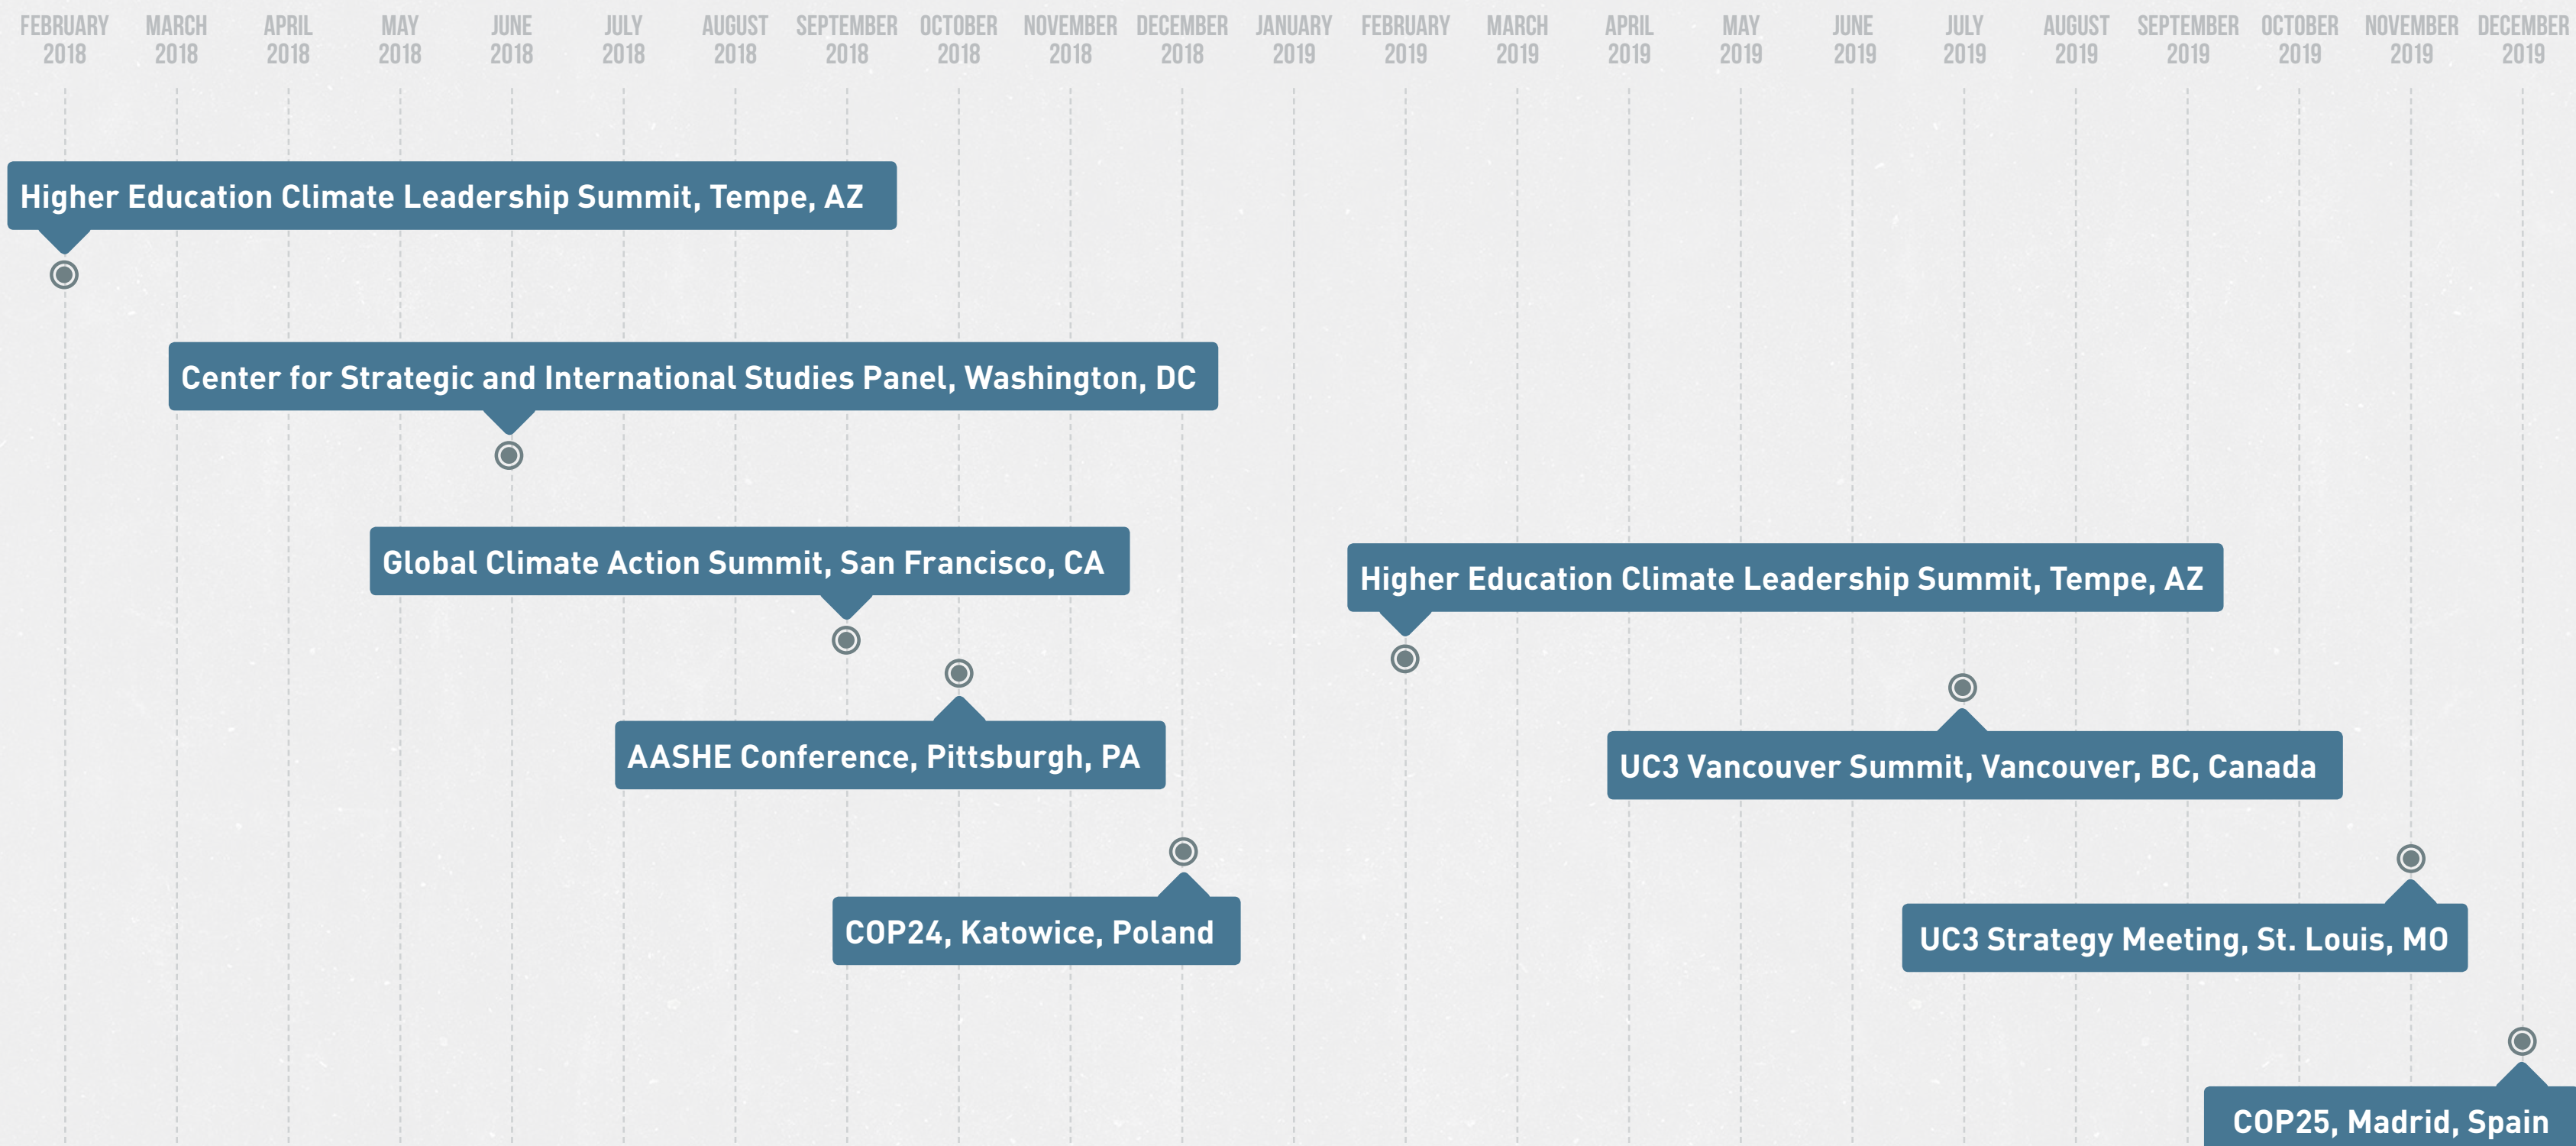 FEBRUARY 2018
MARCH 2018
APRIL 2018
MAY 2018
JUNE 2018
JULY 2018
AUGUST 2018
SEPTEMBER 2018
OCTOBER 2018
NOVEMBER 2018
DECEMBER 2018
JANUARY 2019
FEBRUARY 2019
MARCH 2019
APRIL 2019
MAY 2019
JUNE 2019
JULY 2019
AUGUST 2019
SEPTEMBER 2019
OCTOBER 2019
NOVEMBER 2019
DECEMBER 2019
Higher Education Climate Leadership Summit, Tempe, AZ
Center for Strategic and International Studies Panel, Washington, DC
Global Climate Action Summit, San Francisco, CA
Higher Education Climate Leadership Summit, Tempe, AZ
AASHE Conference, Pittsburgh, PA
UC3 Vancouver Summit, Vancouver, BC, Canada
COP24, Katowice, Poland
UC3 Strategy Meeting, St. Louis, MO
COP25, Madrid, Spain